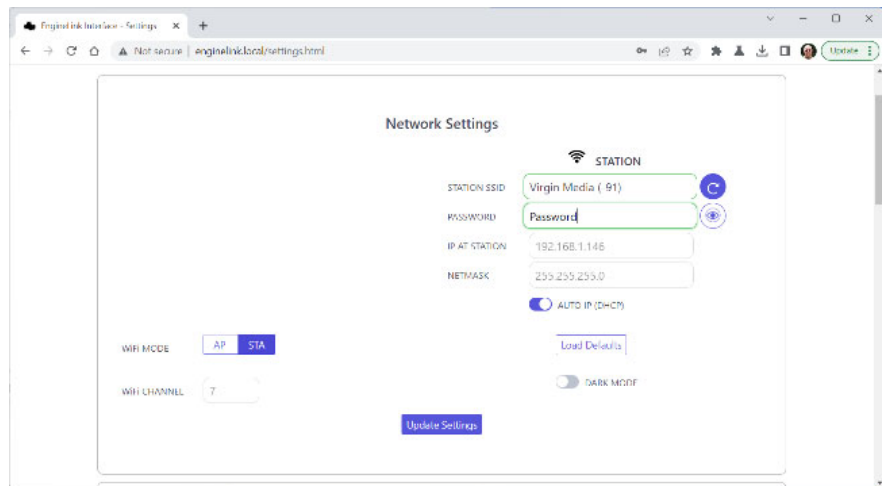 EngineLink Interface - Settings
Not secure | enginelink.local/settings.html
Update
Network Settings
STATION
STATION SSID Virgin Media (-91)
PASSWORD Password
IP AT STATION 192.168.1.146
NETMASK 255.255.255.0
AUTO IP (DHCP)
WIFI MODE AP STA Load Defaults
WIFI CHANNEL 7 DARK MODE
Update Settings